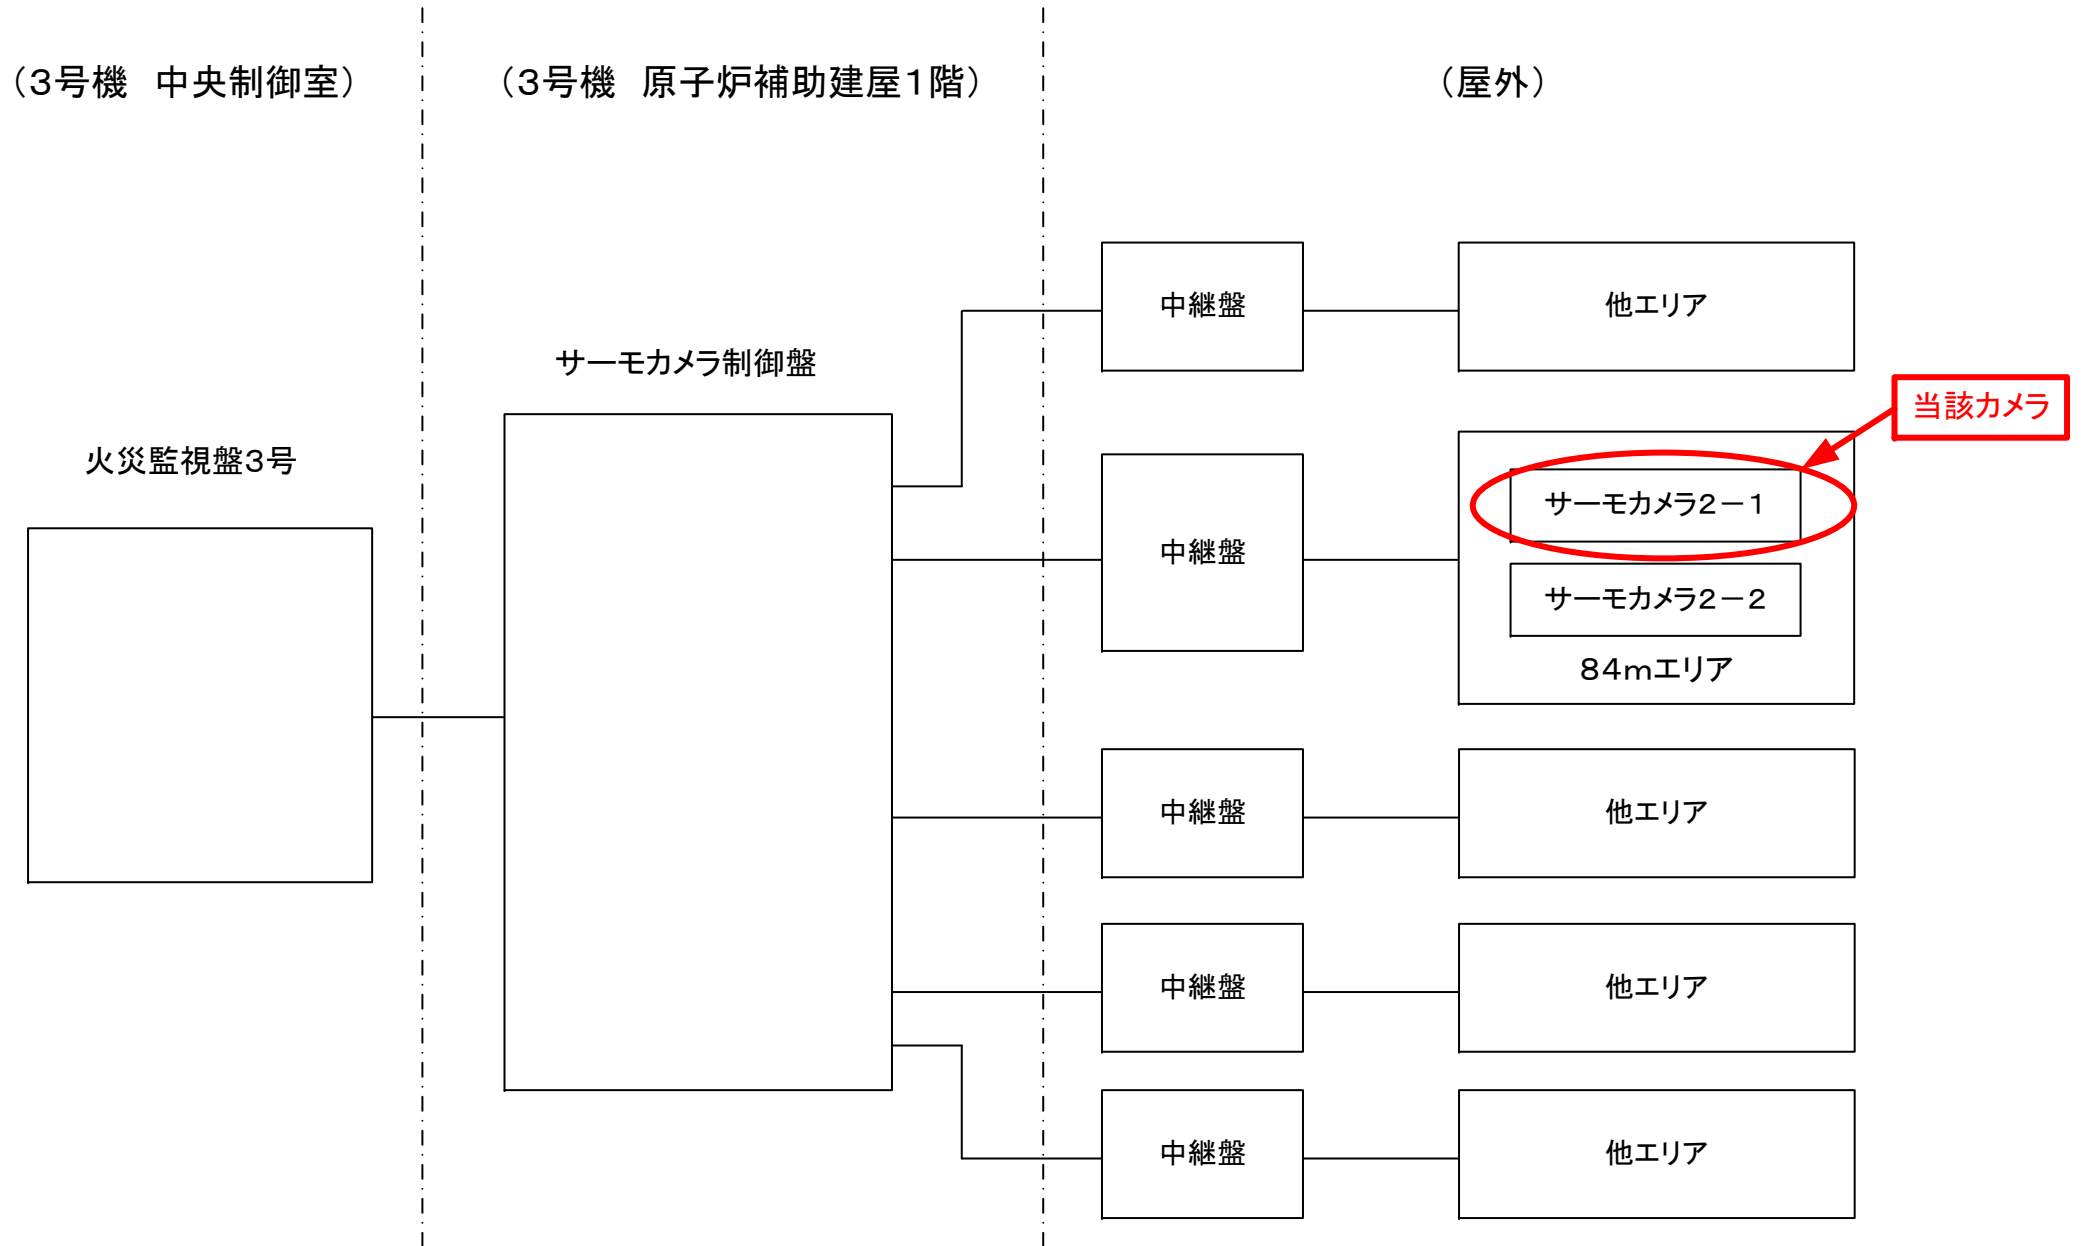 （３号機　中央制御室）
（３号機　原子炉補助建屋１階）
（屋外）
火災監視盤３号
サーモカメラ制御盤
中継盤
他エリア
当該カメラ
中継盤
サーモカメラ２－１
サーモカメラ２－２
８４ｍエリア
中継盤
他エリア
中継盤
他エリア
中継盤
他エリア